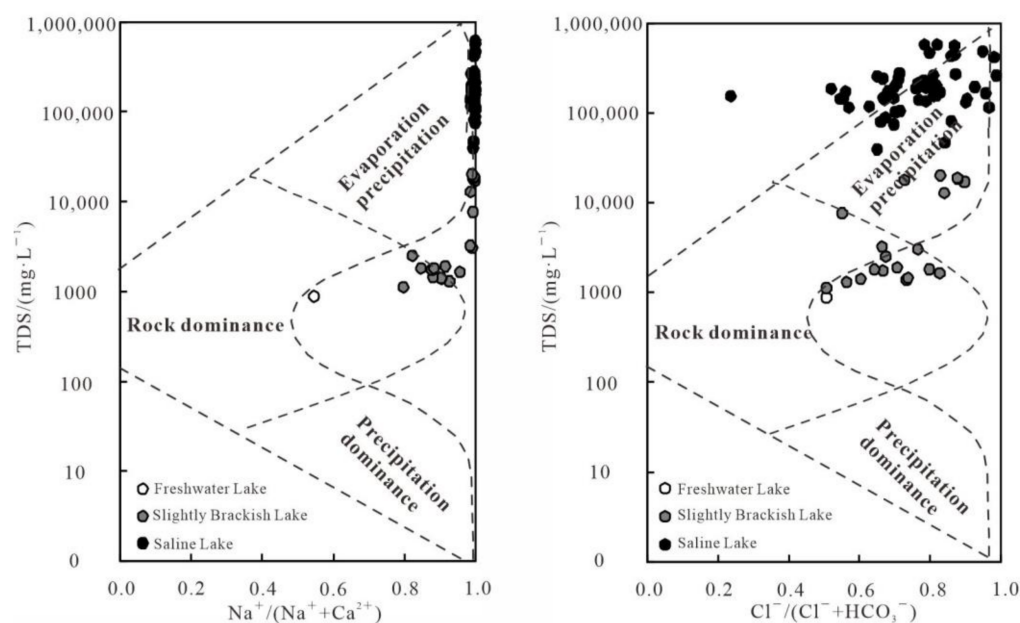 1,000,000
100,000
10,000
1000
100
10
0
TDS/(mg·L⁻¹)
Evaporation
precipitation
Rock dominance
Precipitation
dominance
Freshwater Lake
Slightly Brackish Lake
Saline Lake
0.0
0.2
0.4
0.6
0.8
1.0
Na⁺/(Na⁺+Ca²⁺)
1,000,000
100,000
10,000
1000
100
10
0
TDS/(mg·L⁻¹)
Evaporation
precipitation
Rock dominance
Precipitation
dominance
Freshwater Lake
Slightly Brackish Lake
Saline Lake
0.0
0.2
0.4
0.6
0.8
1.0
Cl⁻/(Cl⁻+HCO₃⁻)